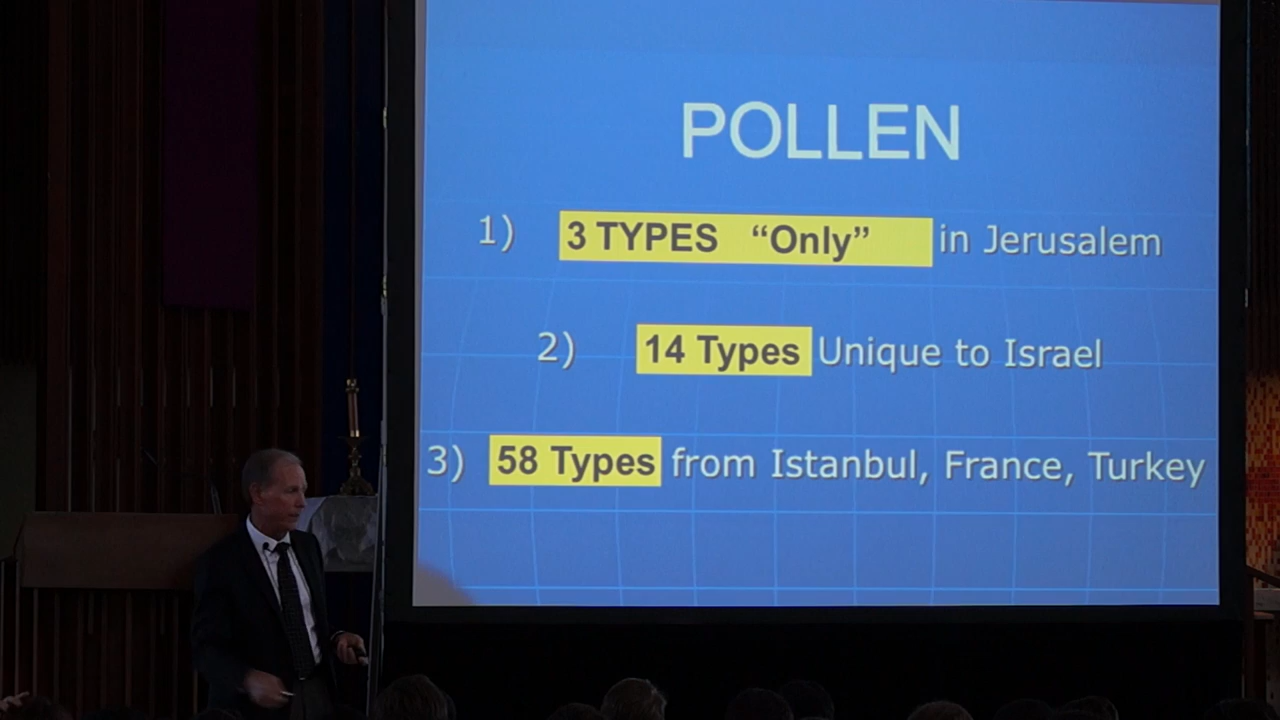 POLLEN
1) 3 TYPES “Only” in Jerusalem
2) 14 Types Unique to Israel
3) 58 Types from Istanbul, France, Turkey